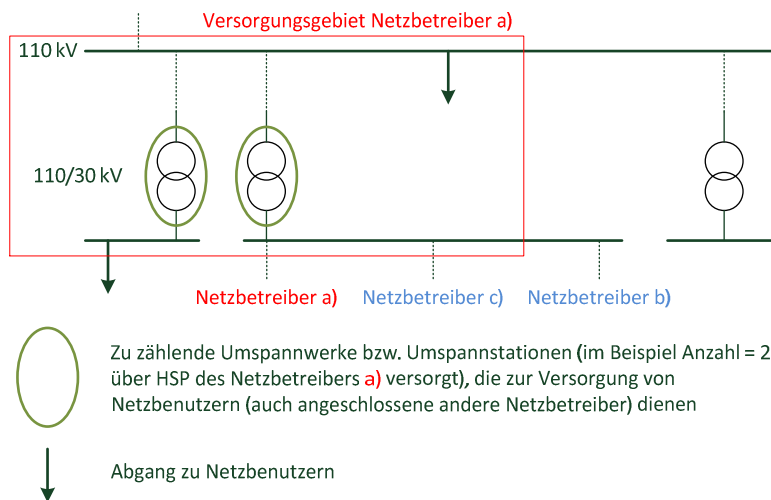 Versorgungsgebiet Netzbetreiber a)
110 kV
110/30 kV
Netzbetreiber a) Netzbetreiber c) Netzbetreiber b)
Zu zählende Umspannwerke bzw. Umspannstationen (im Beispiel Anzahl = 2
über HSP des Netzbetreibers a) versorgt), die zur Versorgung von
Netzbenutzern (auch angeschlossene andere Netzbetreiber) dienen
Abgang zu Netzbenutzern